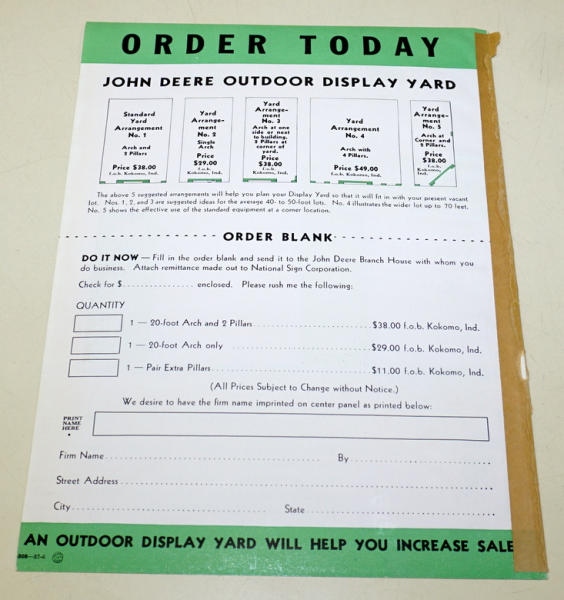 ORDER TODAY
JOHN DEERE OUTDOOR DISPLAY YARD
Standard
Yard
Arrangement
No. 1
Arch and
2 Pillars
Price $38.00
f.o.b. Kokomo, Ind.
Yard
Arrange-
ment
No. 2
Single
Arch
Price
$29.00
f.o.b.
Kokomo, Ind.
Yard
Arrange-
ment
No. 3
Arch at one
side or next
to building.
2 Pillars at
corner of
yard.
Price
$38.00
f.o.b.
Kokomo, Ind.
Yard
Arrangement
No. 4
Arch with
4 Pillars.
Price $49.00
f.o.b. Kokomo, Ind.
Yard
Arrange-
ment
No. 5
Arch at
Corner and
2 Pillars.
Price
$38.00
f.o.b.
Kokomo, Ind.
The above 5 suggested arrangements will help you plan your Display Yard so that it will fit in with your present vacant
lot. Nos. 1, 2, and 3 are suggested ideas for the average 40- to 50-foot lots. No. 4 illustrates the wider lot up to 70 feet.
No. 5 shows the effective use of the standard equipment at a corner location.
ORDER BLANK
DO IT NOW — Fill in the order blank and send it to the John Deere Branch House with whom you
do business. Attach remittance made out to National Sign Corporation.
Check for $.................. enclosed. Please rush me the following:
QUANTITY
1 — 20-foot Arch and 2 Pillars..............................$38.00 f.o.b. Kokomo, Ind.
1 — 20-foot Arch only......................................$29.00 f.o.b. Kokomo, Ind.
1 — Pair Extra Pillars........................................$11.00 f.o.b. Kokomo, Ind.
(All Prices Subject to Change without Notice.)
We desire to have the firm name imprinted on center panel as printed below:
PRINT
NAME
HERE
Firm Name.................................................... By...................................
Street Address..........................................................................................
City.................................................... State..............................................
AN OUTDOOR DISPLAY YARD WILL HELP YOU INCREASE SALE